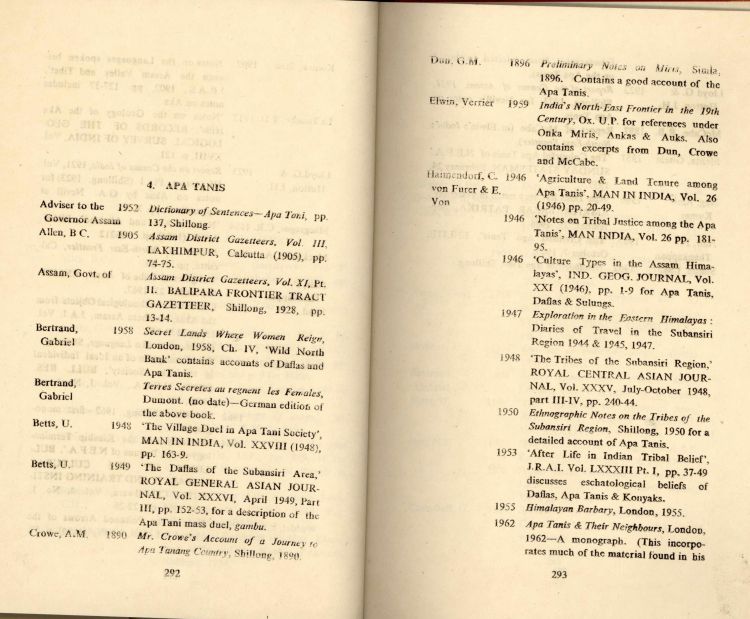 4. APA TANIS
Adviser to the 1952 Dictionary of Sentences—Apa Tani, pp.
Governor Assam 137, Shillong.
Allen, B C. 1905 Assam District Gazetteers, Vol. III,
LAKHIMPUR, Calcutta (1905), pp.
74-75.
Assam, Govt. of Assam District Gazetteers, Vol. XI, Pt.
II. BALIPARA FRONTIER TRACT
GAZETTEER, Shillong, 1928, pp.
13-14.
Bertrand, 1958 Secret Lands Where Women Reign,
Gabriel London, 1958, Ch. IV, 'Wild North
Bank' contains accounts of Daflas and
Apa Tanis.
Bertrand, Terres Secretes au regnent les Females,
Gabriel Dumont. (no date)—German edition of
the above book.
Betts, U. 1948 'The Village Duel in Apa Tani Society',
MAN IN INDIA, Vol. XXVIII (1948),
pp. 163-9.
Betts, U. 1949 'The Daflas of the Subansiri Area,'
ROYAL GENERAL ASIAN JOUR-
NAL, Vol. XXXVI, April 1949, Part
III, pp. 152-53, for a description of the
Apa Tani mass duel, gambu.
Crowe, A.M. 1890 Mr. Crowe's Account of a Journey to
Apa Tanang Country, Shillong, 1890.
292
Dun, G.M. 1896 Preliminary Notes on Miris, Simla,
1896. Contains a good account of the
Apa Tanis.
Elwin, Verrier 1959 India's North-East Frontier in the 19th
Century, Ox. U.P. for references under
Onka Miris, Ankas & Auks. Also
contains excerpts from Dun, Crowe
and McCabe.
C. 1946 'Agriculture & Land Tenure among
von Furer & E. Apa Tanis'. MAN IN INDIA, Vol. 26
Von (1946) pp. 20-49.
1946 'Notes on Tribal Justice among the Apa
Tanis', MAN INDIA, Vol. 26 pp. 181-
95.
1946 'Culture Types in the Assam Hima-
layas', IND. GEOG. JOURNAL, Vol.
XXI (1946), pp. 1-9 for Apa Tanis,
Daflas & Sulungs.
1947 Exploration in the Eastern Himalayas :
Diaries of Travel in the Subansiri
Region 1944 & 1945, 1947.
1948 'The Tribes of the Subansiri Region,'
ROYAL CENTRAL ASIAN JOUR-
NAL, Vol. XXXV, July-October 1948,
part III-IV, pp. 240-44.
1950 Ethnographic Notes on the Tribes of the
Subansiri Region, Shillong, 1950 for a
detailed account of Apa Tanis.
1953 'After Life in Indian Tribal Belief',
J.R.A.I. Vol. LXXXIII Pt. I, pp. 37-49
discusses eschatological beliefs of
Daflas, Apa Tanis & Konyaks.
1955 Himalayan Barbary, London, 1955.
1962 Apa Tanis & Their Neighbours, London,
1962—A monograph. (This incorpo-
rates much of the material found in his
293